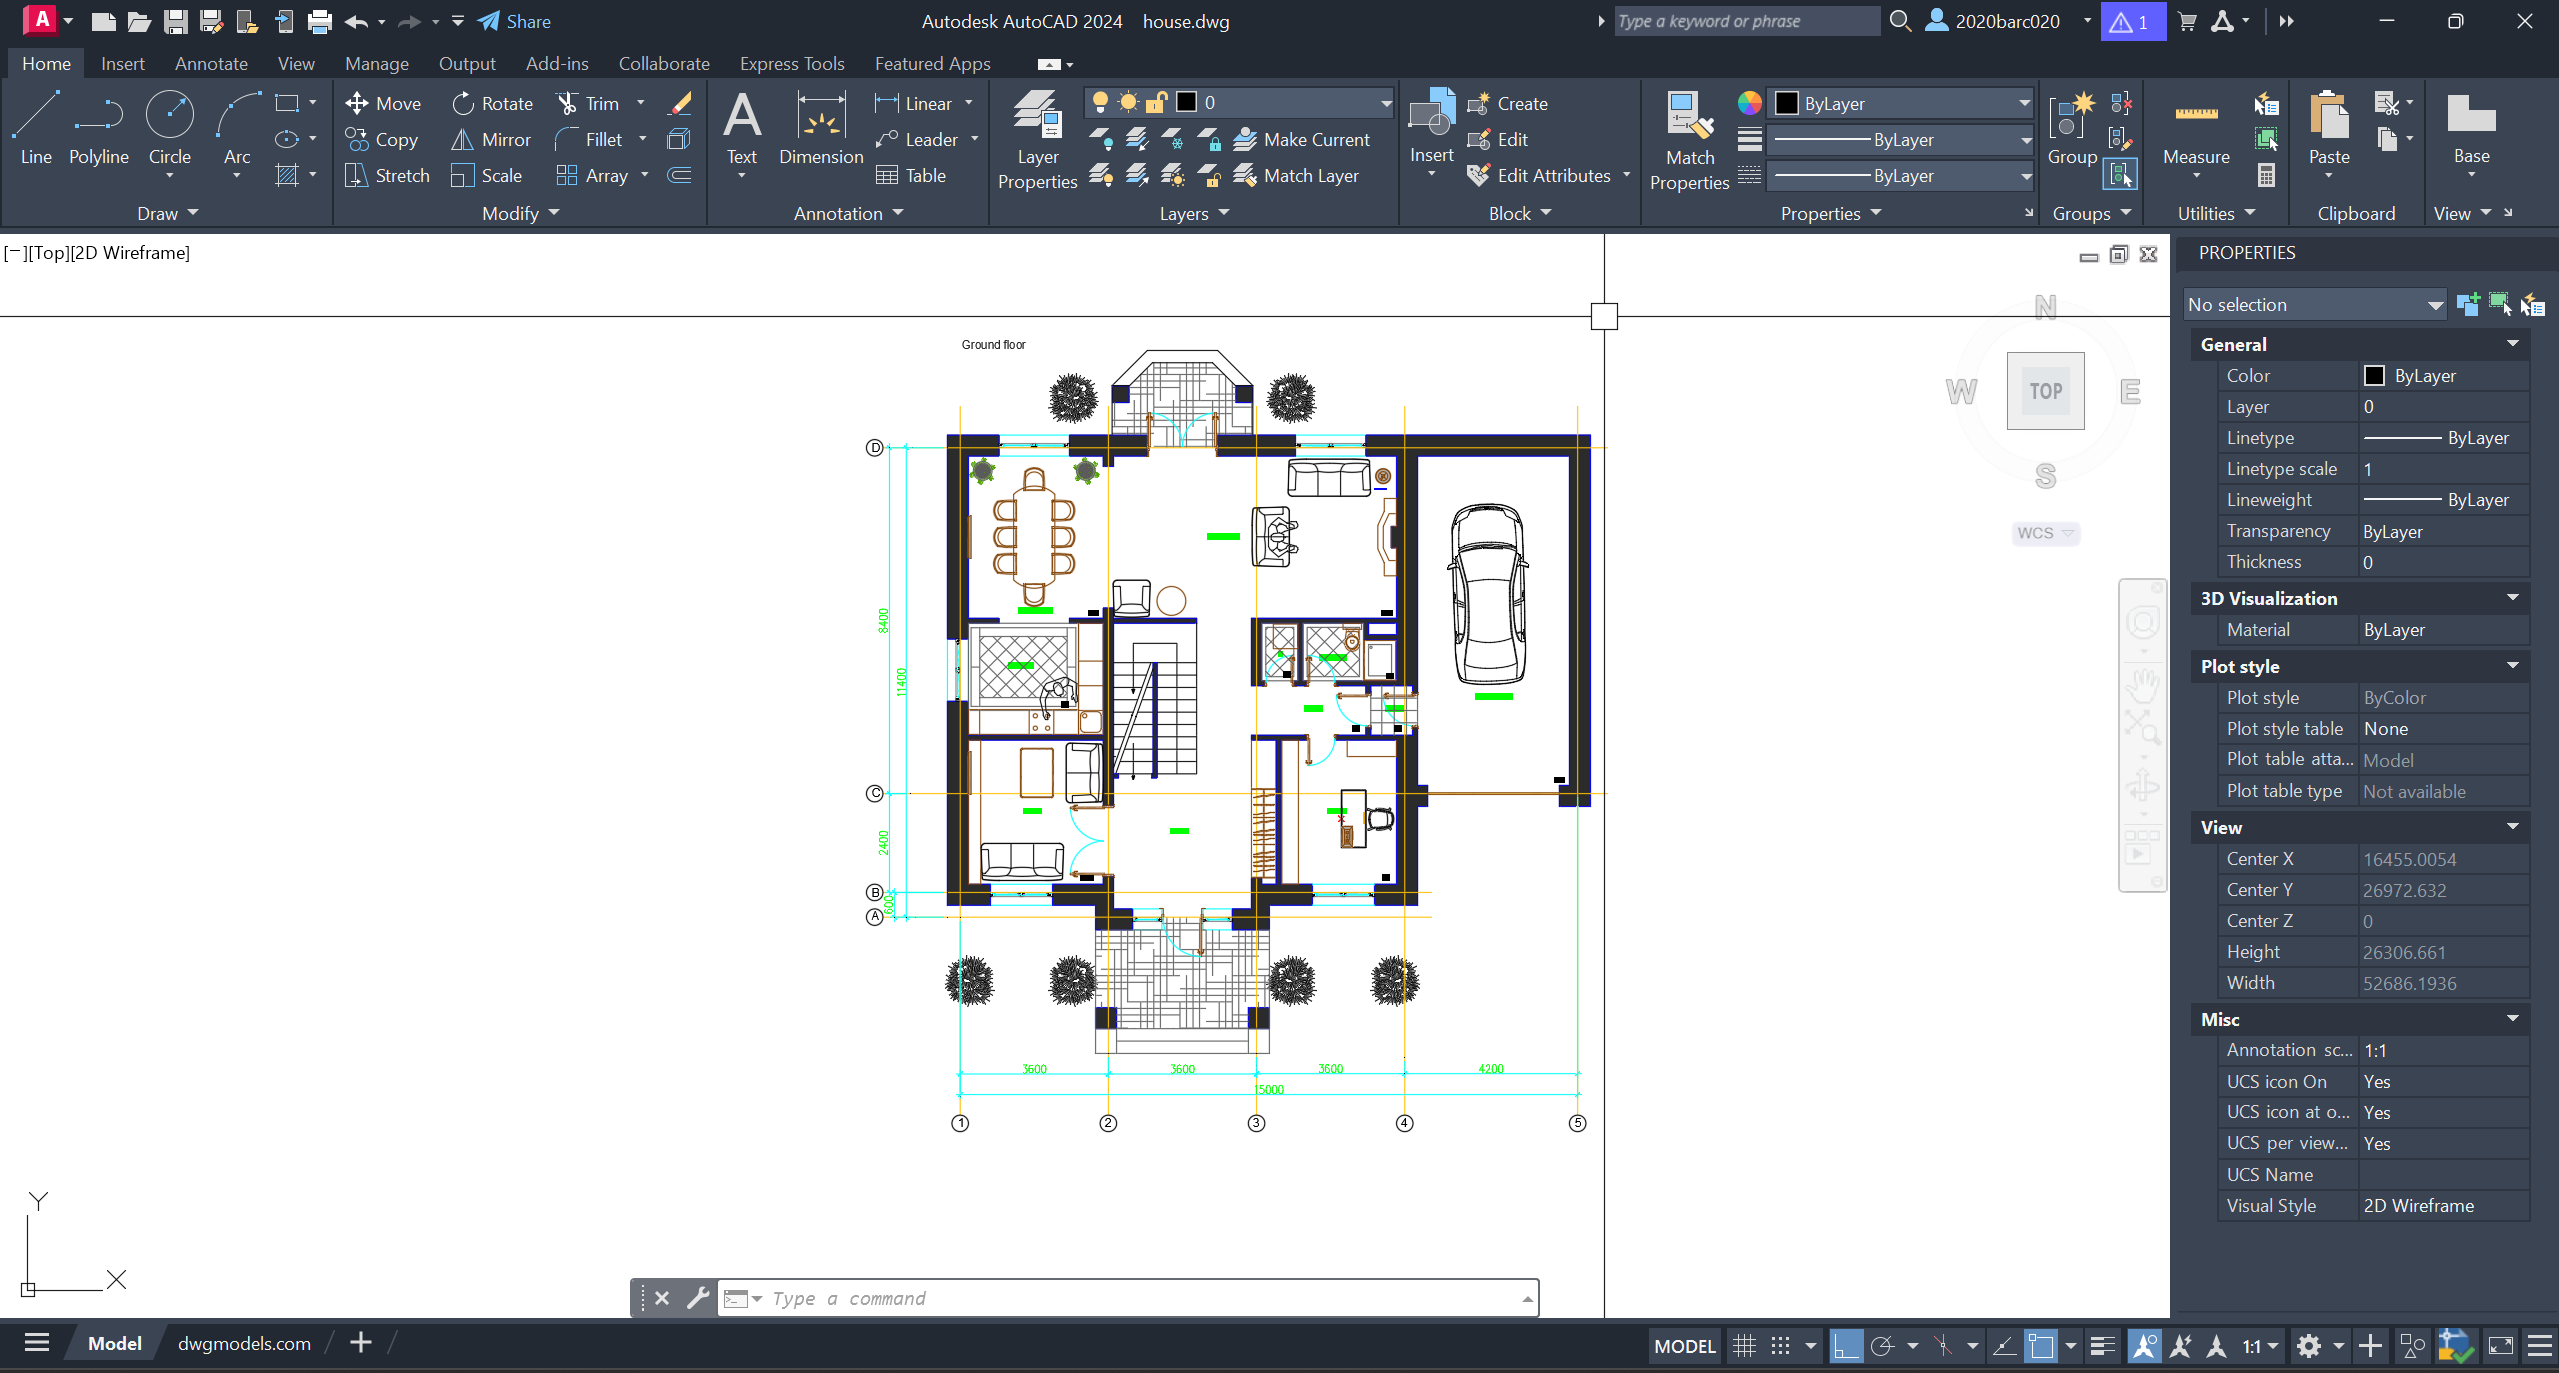 A
Share
Autodesk AutoCAD 2024 house.dwg
Type a keyword or phrase
2020barc020
1
Home Insert Annotate View Manage Output Add-ins Collaborate Express Tools Featured Apps
Line Polyline Circle Arc
Draw
Move Rotate Trim
Copy Mirror Fillet
Stretch Scale Array
Modify
Text Dimension
Linear
Leader
Table
Annotation
Layer Properties
0
Make Current
Match Layer
Layers
Insert
Create
Edit
Edit Attributes
Block
Match Properties
ByLayer
ByLayer
ByLayer
Properties
Group
Groups
Measure
Utilities
Paste
Clipboard
Base
View
[−][Top][2D Wireframe]
N
W TOP E
S
WCS
Ground floor
D
C
B
A
8400
11400
2400
600
3600 3600 3600 4200
15000
1 2 3 4 5
Y
X
Type a command
PROPERTIES
No selection
General
Color ByLayer
Layer 0
Linetype ByLayer
Linetype scale 1
Lineweight ByLayer
Transparency ByLayer
Thickness 0
3D Visualization
Material ByLayer
Plot style
Plot style ByColor
Plot style table None
Plot table atta... Model
Plot table type Not available
View
Center X 16455.0054
Center Y 26972.632
Center Z 0
Height 26306.661
Width 52686.1936
Misc
Annotation sc... 1:1
UCS icon On Yes
UCS icon at o... Yes
UCS per view... Yes
UCS Name
Visual Style 2D Wireframe
Model dwgmodels.com
MODEL 1:1